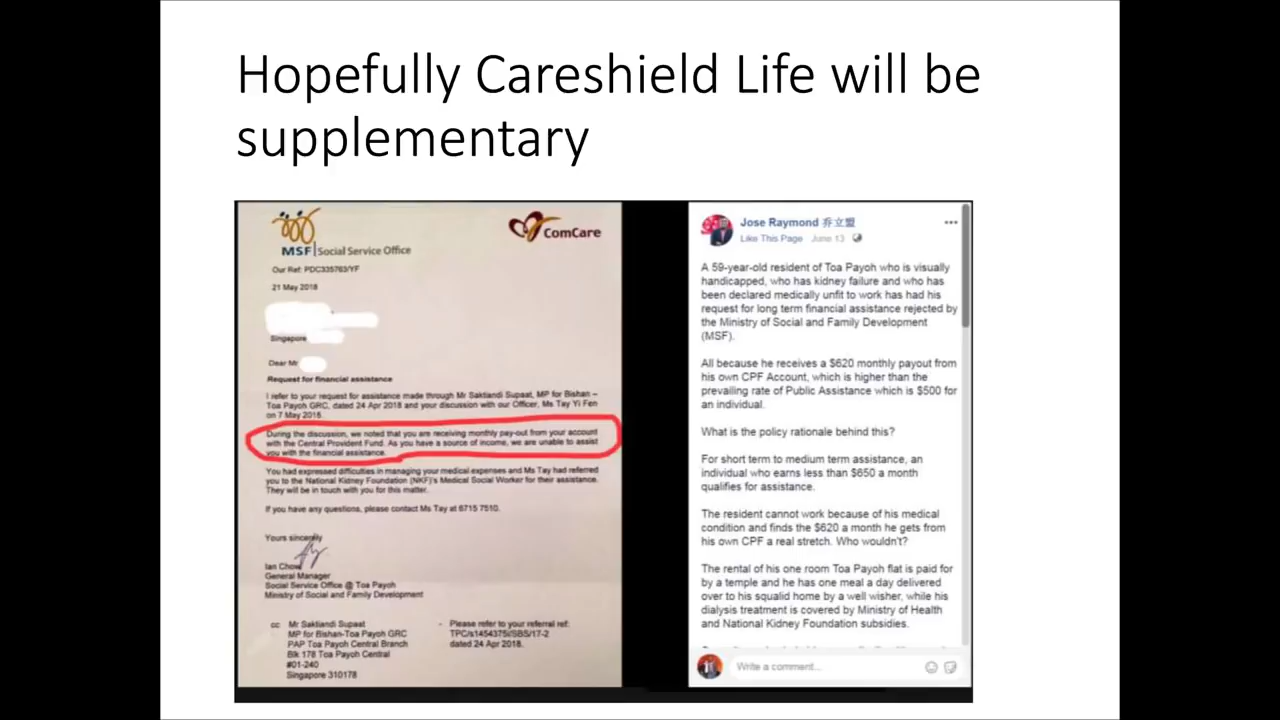 Hopefully Careshield Life will be
supplementary
MSF Social Service Office
ComCare
Our Ref: PDC335763/YF
21 May 2018
Singapore
Dear Mr
Request for financial assistance
I refer to your request for assistance made through Mr Saktiandi Supaat, MP for Bishan –
Toa Payoh GRC, dated 24 Apr 2018 and your discussion with our Officer, Ms Tay Yi Fen
on 7 May 2018.
During the discussion, we noted that you are receiving monthly pay-out from your account
with the Central Provident Fund. As you have a source of income, we are unable to assist
you with the financial assistance.
You had expressed difficulties in managing your medical expenses and Ms Tay had referred
you to the National Kidney Foundation (NKF)'s Medical Social Worker for their assistance.
They will be in touch with you for this matter.
If you have any questions, please contact Ms Tay at 6715 7510.
Yours sincerely
Ian Chow
General Manager
Social Service Office @ Toa Payoh
Ministry of Social and Family Development
cc Mr Saktiandi Supaat
MP for Bishan-Toa Payoh GRC
PAP Toa Payoh Central Branch
Blk 178 Toa Payoh Central
#01-240
Singapore 310178
- Please refer to your referral ref:
TPC/s1454375i/SBS/17-2
dated 24 Apr 2018.
Jose Raymond 乔立盟
Like This Page June 13
A 59-year-old resident of Toa Payoh who is visually
handicapped, who has kidney failure and who has
been declared medically unfit to work has had his
request for long term financial assistance rejected by
the Ministry of Social and Family Development
(MSF).
All because he receives a $620 monthly payout from
his own CPF Account, which is higher than the
prevailing rate of Public Assistance which is $500 for
an individual.
What is the policy rationale behind this?
For short term to medium term assistance, an
individual who earns less than $650 a month
qualifies for assistance.
The resident cannot work because of his medical
condition and finds the $620 a month he gets from
his own CPF a real stretch. Who wouldn't?
The rental of his one room Toa Payoh flat is paid for
by a temple and he has one meal a day delivered
over to his squalid home by a well wisher, while his
dialysis treatment is covered by Ministry of Health
and National Kidney Foundation subsidies.
Write a comment...